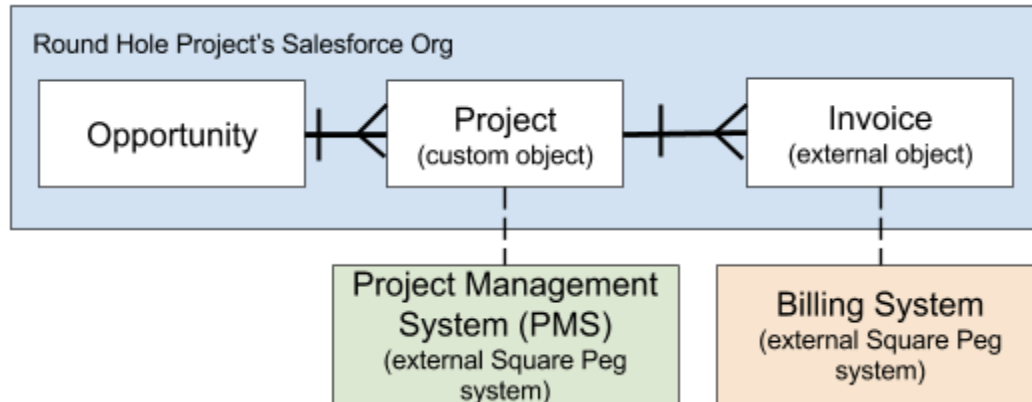 Round Hole Project's Salesforce Org
Opportunity
Project
(custom object)
Invoice
(external object)
Project Management
System (PMS)
(external Square Peg
system)
Billing System
(external Square Peg
system)